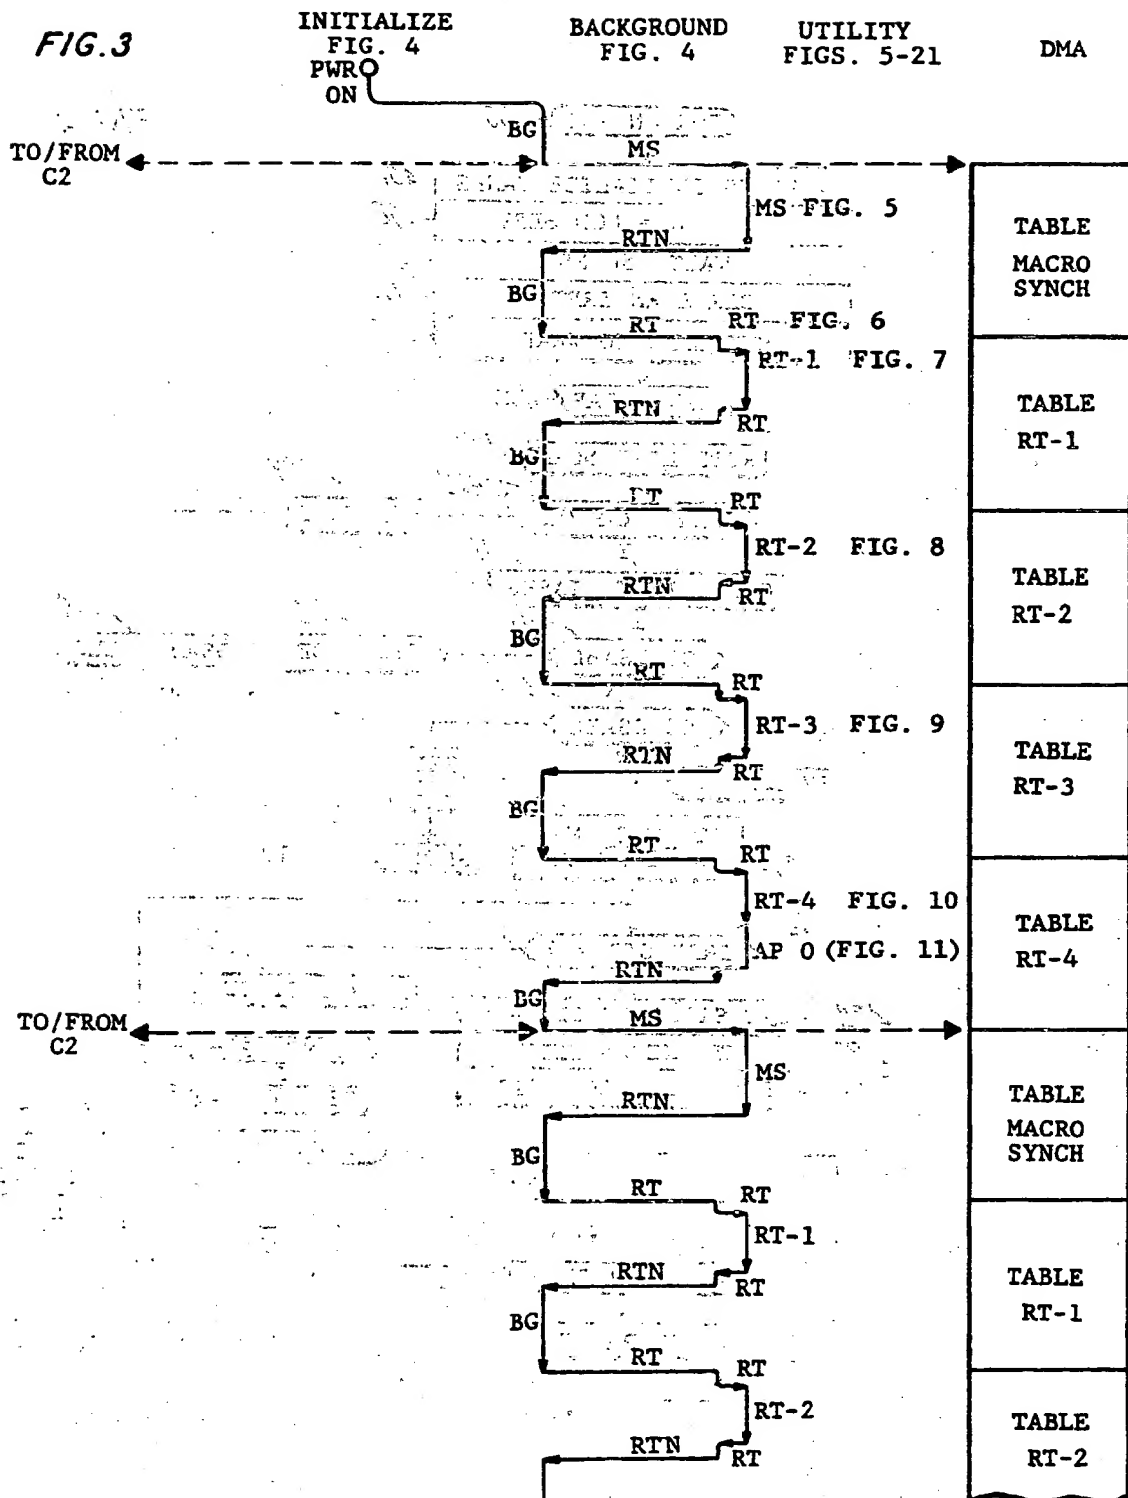 FIG.3
INITIALIZE
FIG. 4
BACKGROUND
FIG. 4
UTILITY
FIGS. 5-21
DMA
PWR
ON
BG
TO/FROM
C2
MS
MS FIG. 5
TABLE
MACRO
SYNCH
RTN
BG
RT
RT FIG. 6
RT-1 FIG. 7
TABLE
RT-1
RTN
RT
BG
RT
RT
RT-2 FIG. 8
TABLE
RT-2
RTN
RT
BG
RT
RT
RT-3 FIG. 9
TABLE
RT-3
RTN
RT
BG
RT
RT
RT-4 FIG. 10
TABLE
RT-4
AP 0 (FIG. 11)
RTN
BG
TO/FROM
C2
MS
MS
TABLE
MACRO
SYNCH
RTN
BG
RT
RT
RT-1
TABLE
RT-1
RTN
RT
BG
RT
RT
RT-2
TABLE
RT-2
RTN
RT